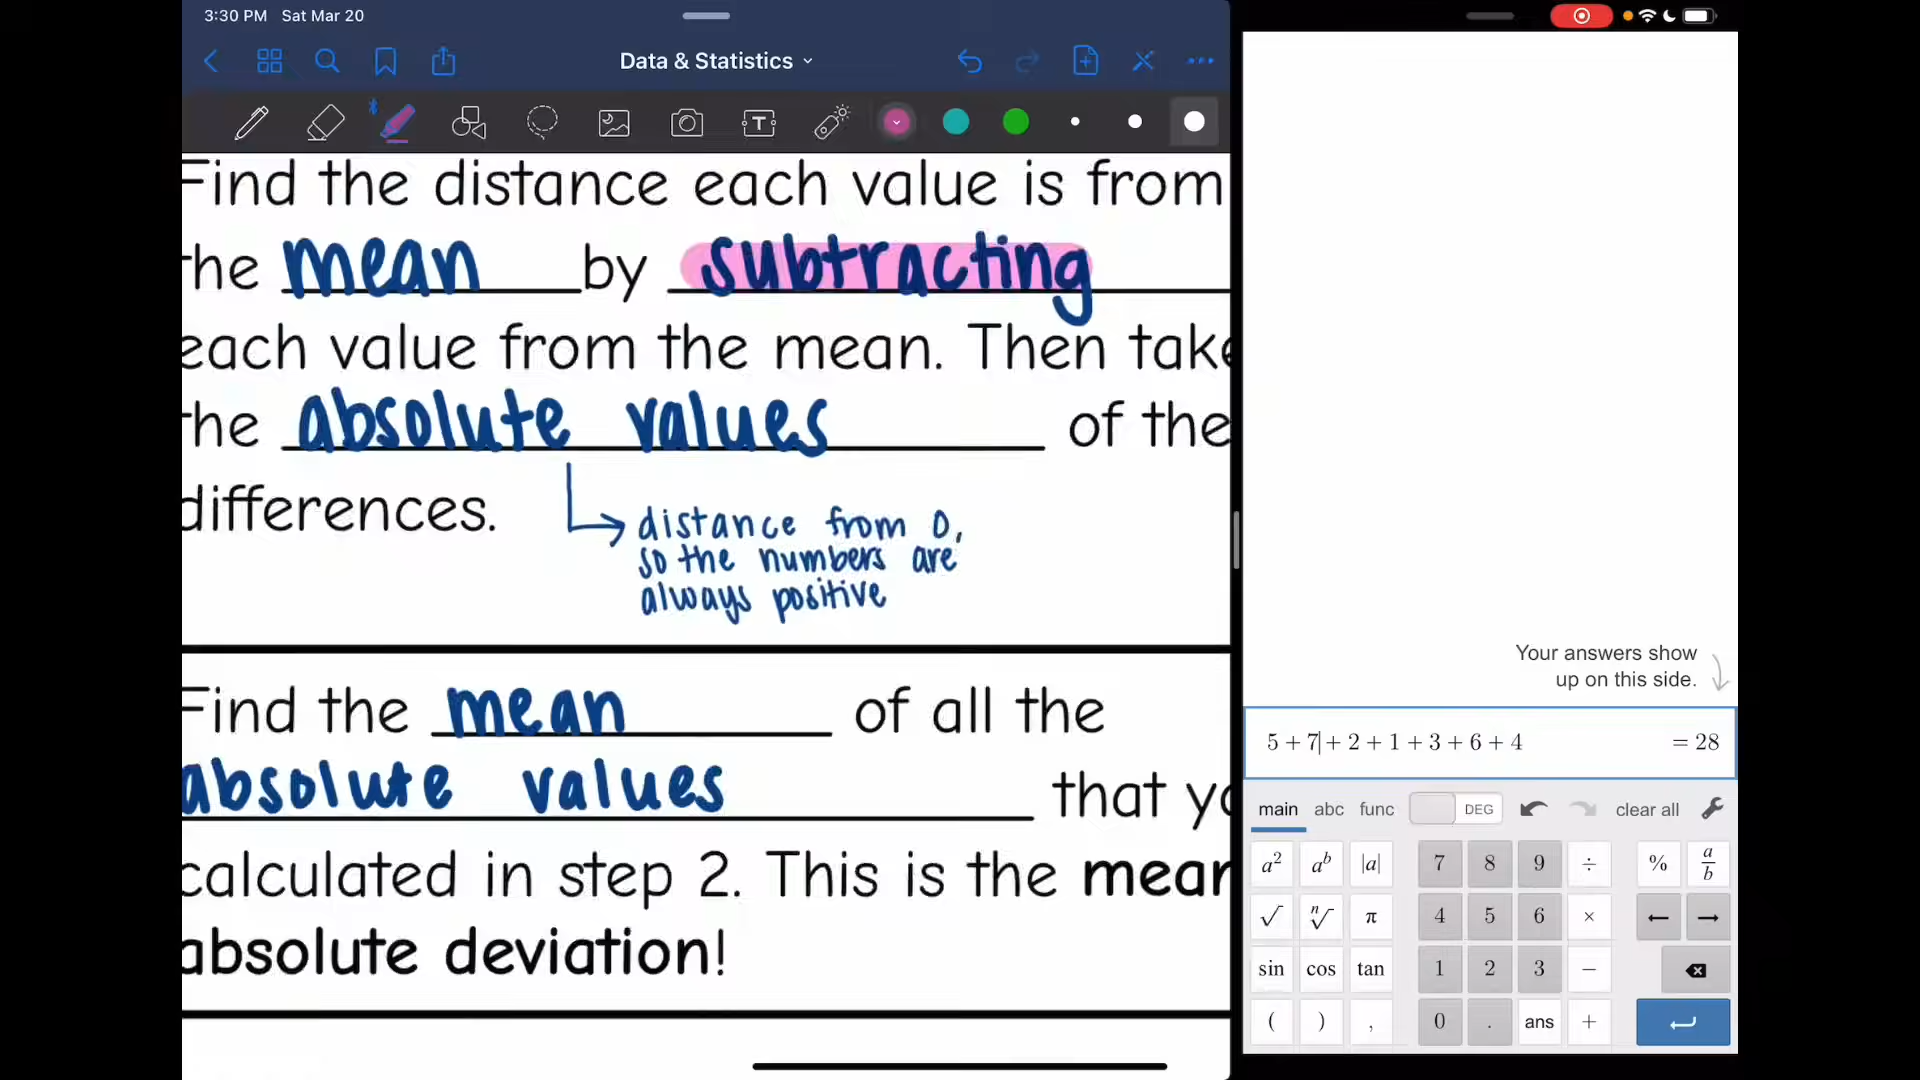 3:30 PM Sat Mar 20
Data & Statistics
T
Find the distance each value is from
the mean by subtracting
each value from the mean. Then take
the absolute values of the
differences.
distance from 0,
so the numbers are
always positive
Find the mean of all the
absolute values that yo
calculated in step 2. This is the mean
absolute deviation!
Your answers show
up on this side.
5 + 7 + 2 + 1 + 3 + 6 + 4 = 28
main abc func DEG clear all
a² aᵇ |a| 7 8 9 ÷ % a/b
√ ⁿ√ π 4 5 6 × ← →
sin cos tan 1 2 3 −
( ) , 0 . ans +